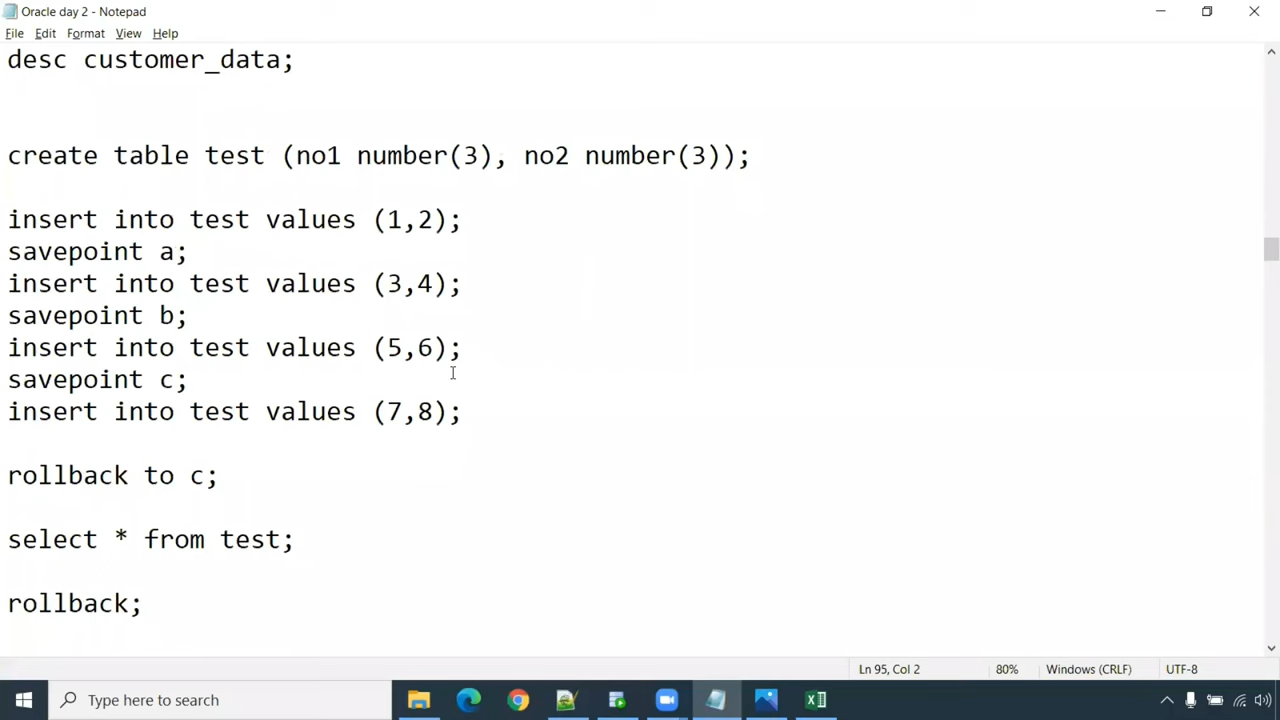 Oracle day 2 - Notepad
File Edit Format View Help
desc customer_data;
create table test (no1 number(3), no2 number(3));
insert into test values (1,2);
savepoint a;
insert into test values (3,4);
savepoint b;
insert into test values (5,6);
savepoint c;
insert into test values (7,8);
rollback to c;
select * from test;
rollback;
Ln 95, Col 2 80% Windows (CRLF) UTF-8
Type here to search